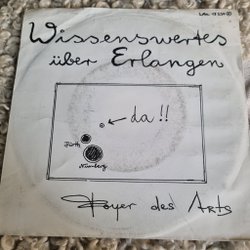 Wissenswertes
über Erlangen
← da!!
Fürth
Nürnberg
Foyer des Arts